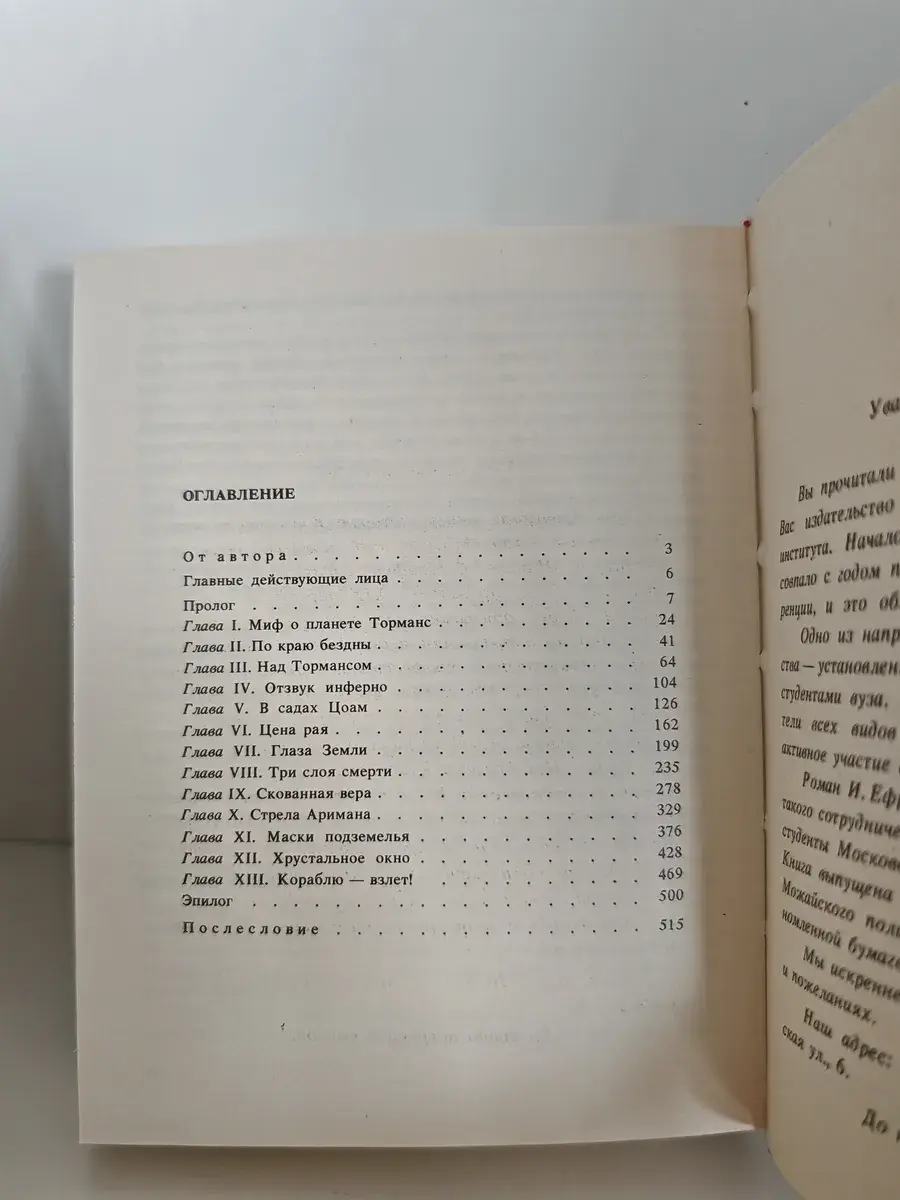 ОГЛАВЛЕНИЕ
От автора . . . . . . . . . . . . . . . . 3
Главные действующие лица . . . . . . . . . . . 6
Пролог . . . . . . . . . . . . . . . . . . 7
Глава I. Миф о планете Торманс . . . . . . . . . 24
Глава II. По краю бездны . . . . . . . . . . . . 41
Глава III. Над Тормансом . . . . . . . . . . . . 64
Глава IV. Отзвук инферно . . . . . . . . . . . 104
Глава V. В садах Цоам . . . . . . . . . . . . 126
Глава VI. Цена рая . . . . . . . . . . . . . . 162
Глава VII. Глаза Земли . . . . . . . . . . . . 199
Глава VIII. Три слоя смерти . . . . . . . . . . . 235
Глава IX. Скованная вера . . . . . . . . . . . . 278
Глава X. Стрела Аримана . . . . . . . . . . . . 329
Глава XI. Маски подземелья . . . . . . . . . . 376
Глава XII. Хрустальное окно . . . . . . . . . . 428
Глава XIII. Кораблю — взлет! . . . . . . . . . . 469
Эпилог . . . . . . . . . . . . . . . . . . 500
Послесловие . . . . . . . . . . . . . . 515
Вы прочитали
Вас издательство
института. Начало
совпало с годом
ренции, и это
Одно из
ства — установлен
студентами вуза.
тели всех видов
активное участие
Роман И. Ефр
такого сотрудниче
студенты Москов
Книга выпущена
Можайского пол
номленной бумаге
Мы искренне
и пожеланиях.
Наш адрес:
ская ул., 6.
До